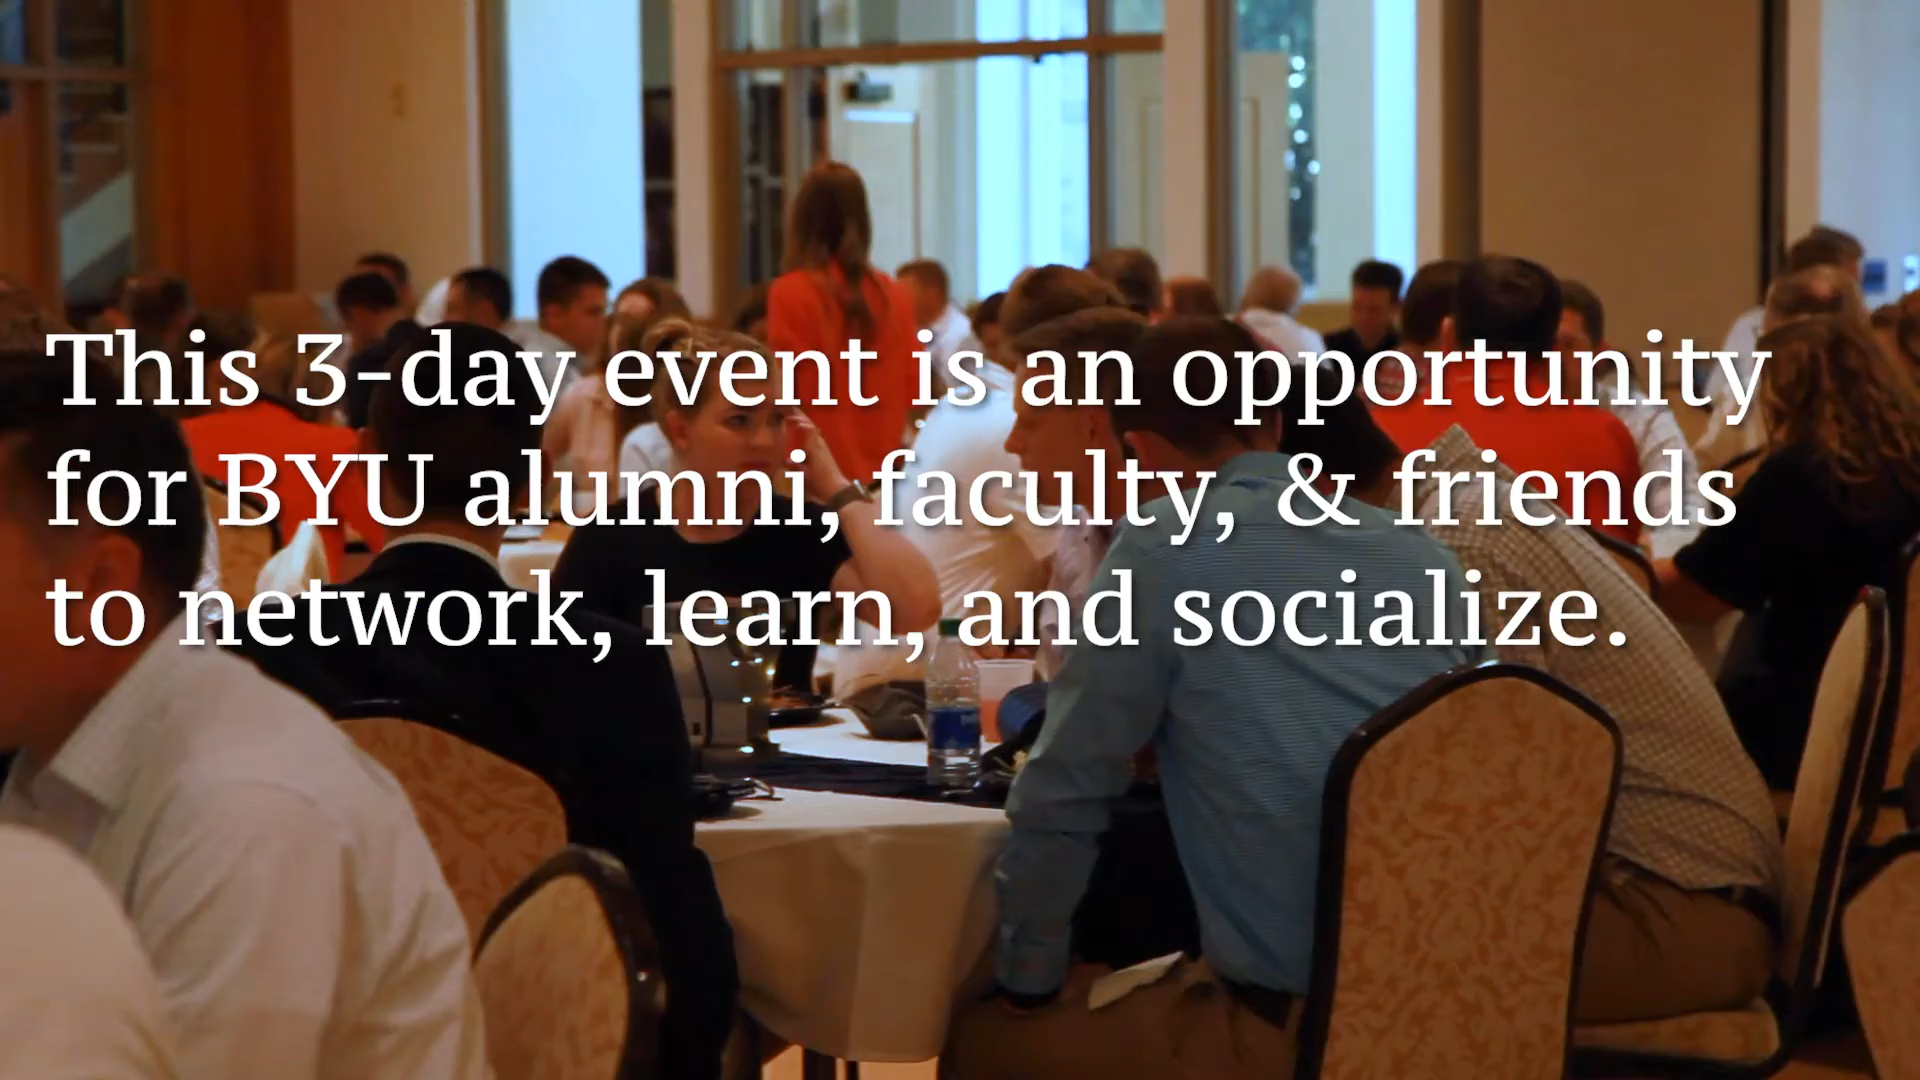 This 3-day event is an opportunity
for BYU alumni, faculty, & friends
to network, learn, and socialize.